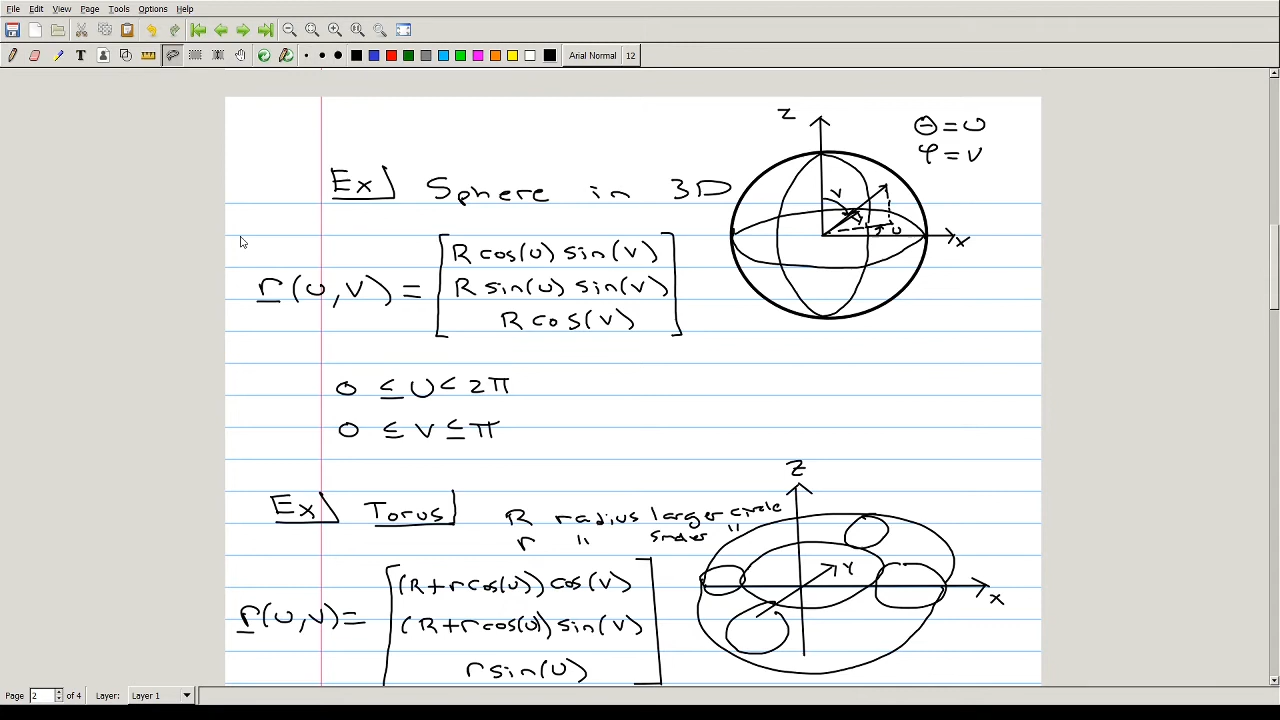 File Edit View Page Tools Options Help
Arial Normal 12
Z
θ = U
φ = V
Ex] Sphere in 3D
V
Y
U
X
r(U,V) = [R cos(U) sin(V)
R sin(U) sin(V)
R cos(V)]
0 ≤ U < 2π
0 ≤ V ≤ π
Z
Ex] Torus] R radius larger circle
r " smaller "
Y
X
r(U,V) = [(R+r cos(U)) cos(V)
(R+r cos(U)) sin(V)
r sin(U)]
Page 2 of 4 Layer: Layer 1